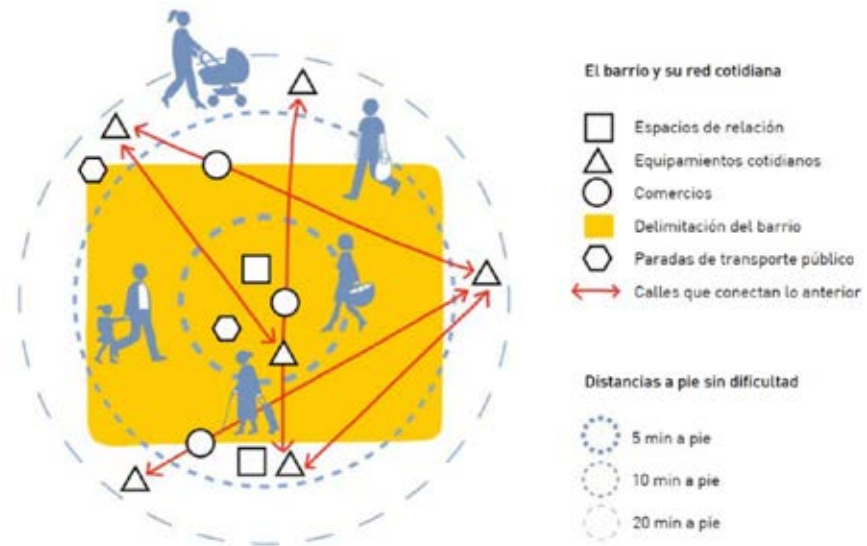 El barrio y su red cotidiana
Espacios de relación
Equipamientos cotidianos
Comercios
Delimitación del barrio
Paradas de transporte público
Calles que conectan lo anterior
Distancias a pie sin dificultad
5 min a pie
10 min a pie
20 min a pie